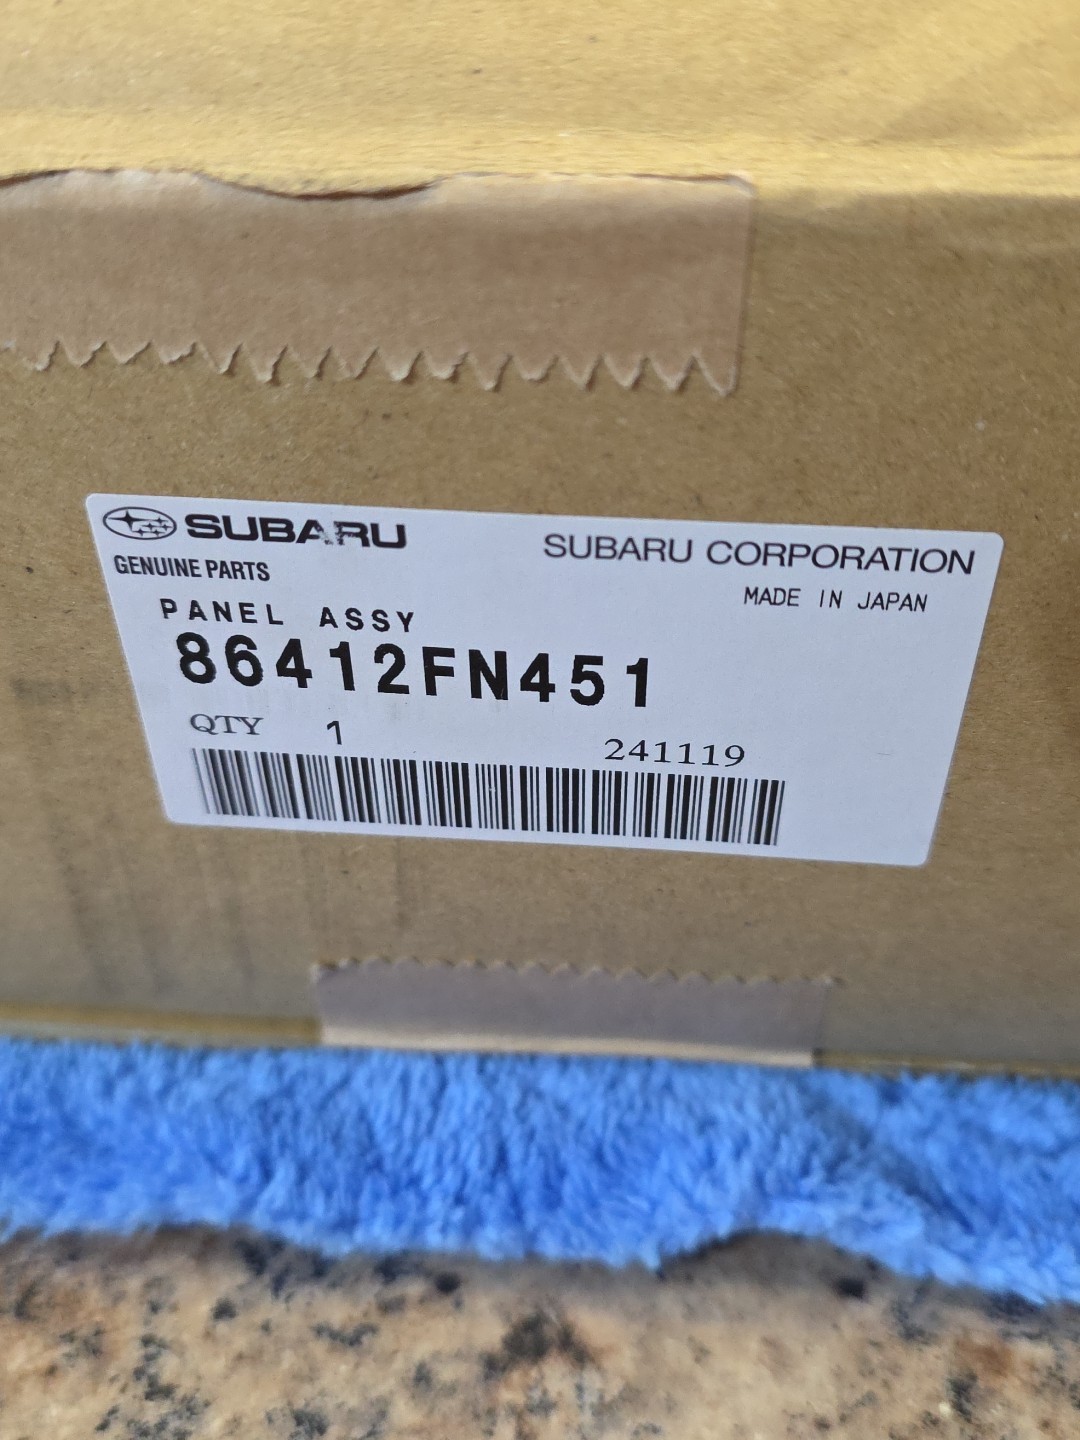 SUBARU
SUBARU CORPORATION
GENUINE PARTS
MADE IN JAPAN
PANEL ASSY
86412FN451
QTY 1
241119